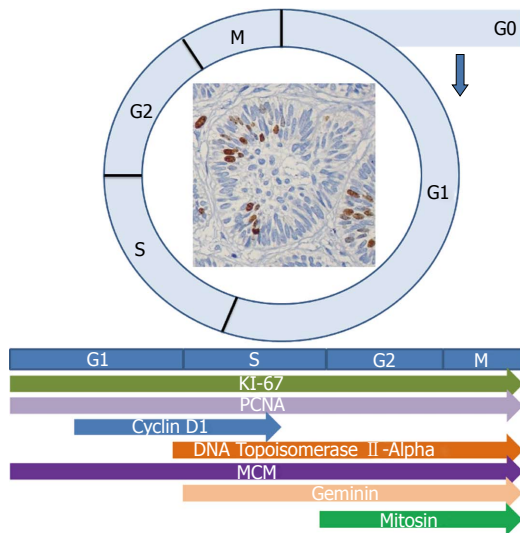 M
G0
G2
G1
S
G1 S G2 M
KI-67
PCNA
Cyclin D1
DNA Topoisomerase Ⅱ-Alpha
MCM
Geminin
Mitosin